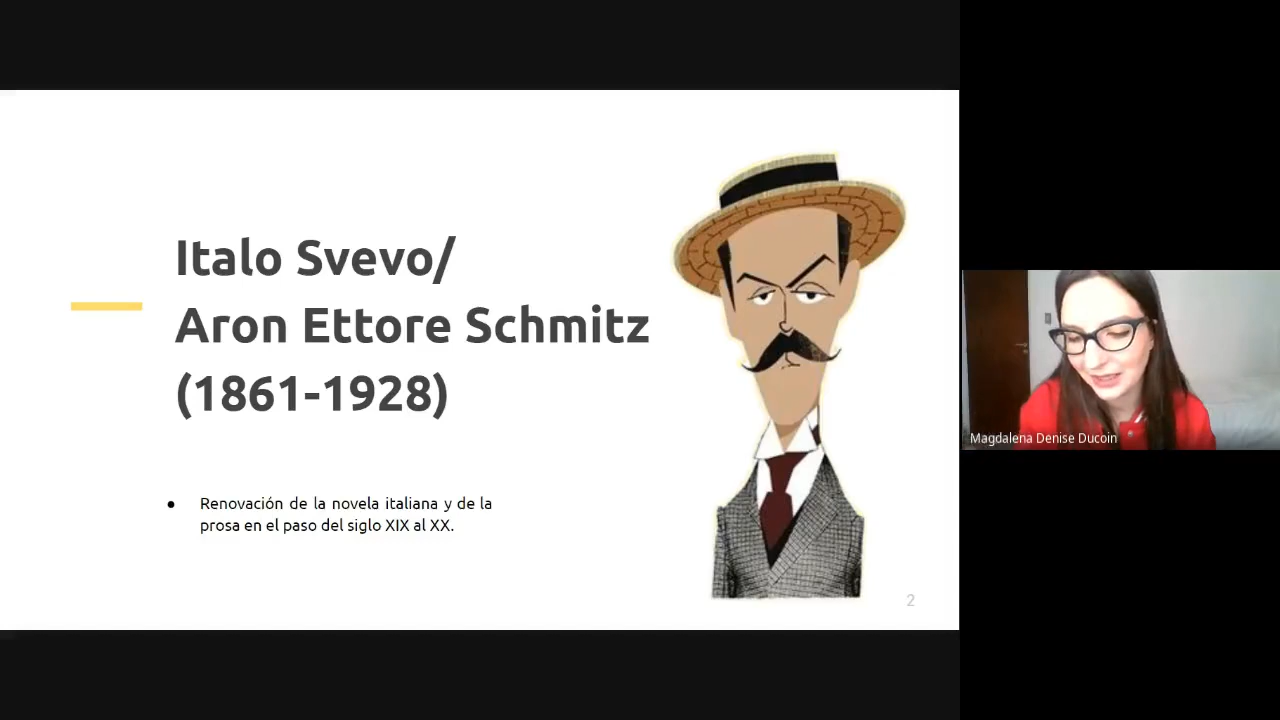 Italo Svevo/
Aron Ettore Schmitz
(1861-1928)
● Renovación de la novela italiana y de la
prosa en el paso del siglo XIX al XX.
2
Magdalena Denise Ducoin